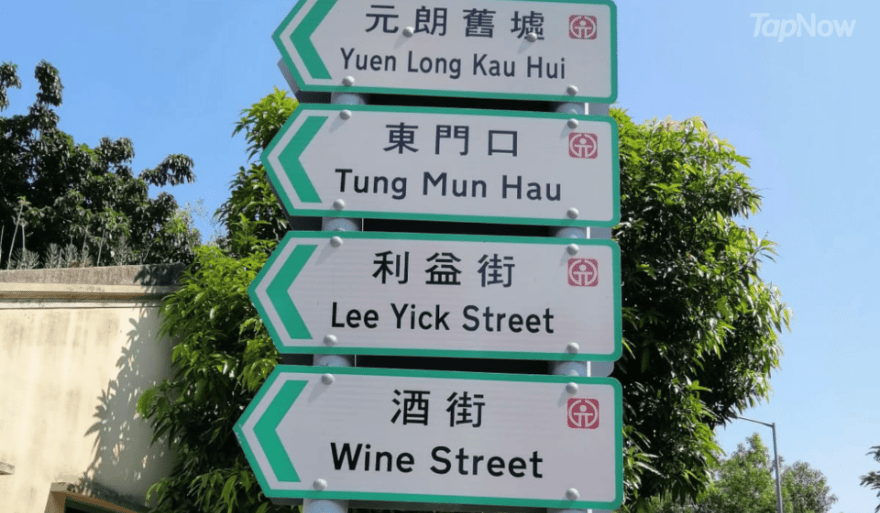 TapNow
元朗舊墟
Yuen Long Kau Hui
東門口
Tung Mun Hau
利益街
Lee Yick Street
酒街
Wine Street